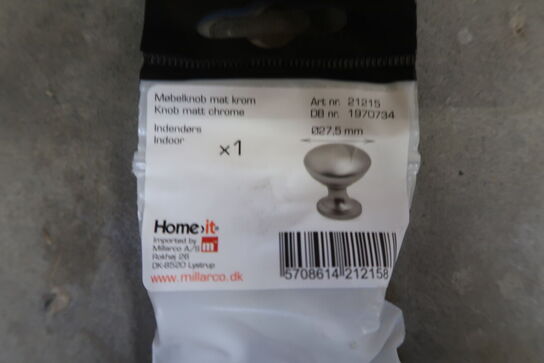 Møbelknob mat krom
Knob matt chrome
Art nr. 21215
DB nr. 1970734
Indendørs
Indoor
x1
Ø27,5 mm
Home›it®
Imported by
Millarco A/S
Rokhøj 26
DK-8520 Lystrup
www.millarco.dk
5708614 212158